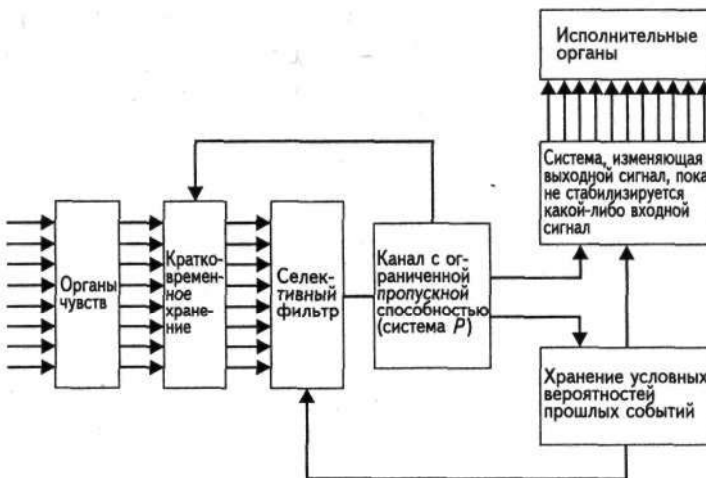 Исполнительные
органы
Система, изменяющая
выходной сигнал, пока
не стабилизируется
какой-либо входной
сигнал
Органы
чувств
Кратко-
времен-
ное
хране-
ние
Селек-
тивный
фильтр
Канал с ог-
раниченной
пропускной
способностью
(система P)
Хранение условных
вероятностей
прошлых событий